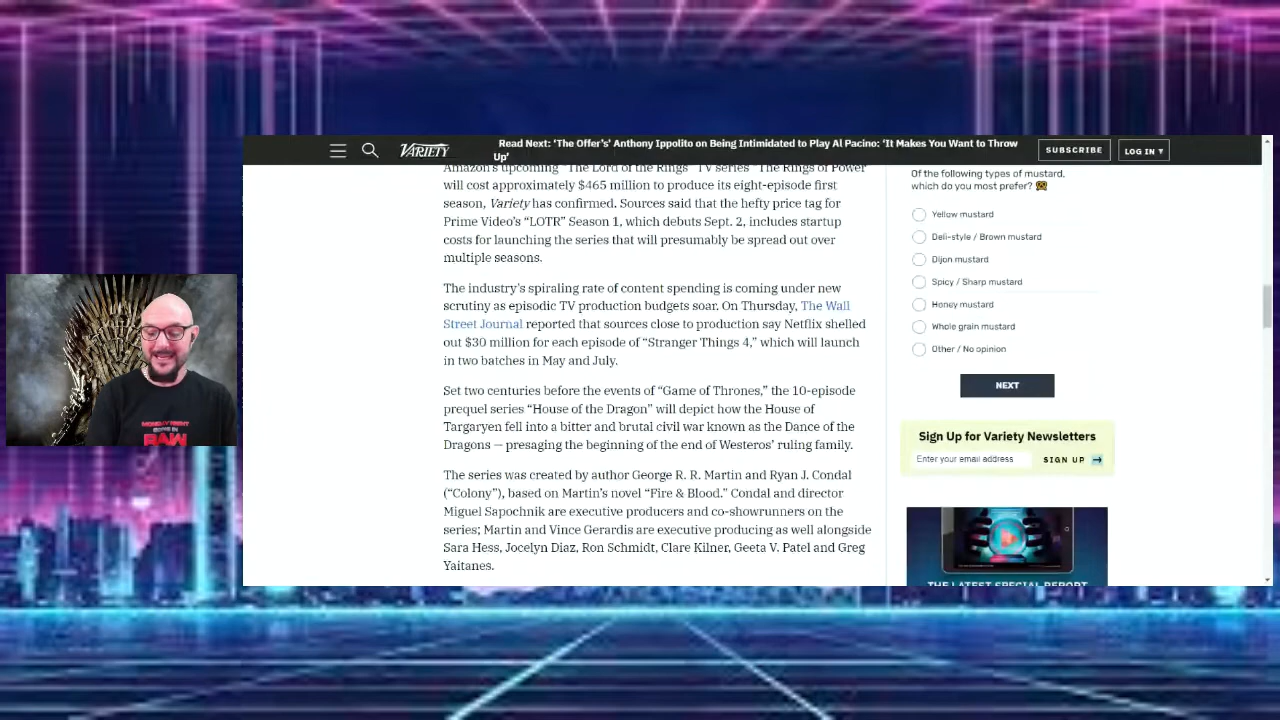 VARIETY
Read Next: 'The Offer's' Anthony Ippolito on Being Intimidated to Play Al Pacino: 'It Makes You Want to Throw
Up'
SUBSCRIBE
LOG IN
Amazon's upcoming "The Lord of the Rings" TV series "The Rings of Power"
will cost approximately $465 million to produce its eight-episode first
season, Variety has confirmed. Sources said that the hefty price tag for
Prime Video's "LOTR" Season 1, which debuts Sept. 2, includes startup
costs for launching the series that will presumably be spread out over
multiple seasons.
The industry's spiraling rate of content spending is coming under new
scrutiny as episodic TV production budgets soar. On Thursday, The Wall
Street Journal reported that sources close to production say Netflix shelled
out $30 million for each episode of "Stranger Things 4," which will launch
in two batches in May and July.
Set two centuries before the events of "Game of Thrones," the 10-episode
prequel series "House of the Dragon" will depict how the House of
Targaryen fell into a bitter and brutal civil war known as the Dance of the
Dragons — presaging the beginning of the end of Westeros' ruling family.
The series was created by author George R. R. Martin and Ryan J. Condal
("Colony"), based on Martin's novel "Fire & Blood." Condal and director
Miguel Sapochnik are executive producers and co-showrunners on the
series; Martin and Vince Gerardis are executive producing as well alongside
Sara Hess, Jocelyn Diaz, Ron Schmidt, Clare Kilner, Geeta V. Patel and Greg
Yaitanes.
Of the following types of mustard,
which do you most prefer?
Yellow mustard
Deli-style / Brown mustard
Dijon mustard
Spicy / Sharp mustard
Honey mustard
Whole grain mustard
Other / No opinion
NEXT
Sign Up for Variety Newsletters
Enter your email address
SIGN UP
THE LATEST SPECIAL REPORT
MONDAY NIGHT
RAW